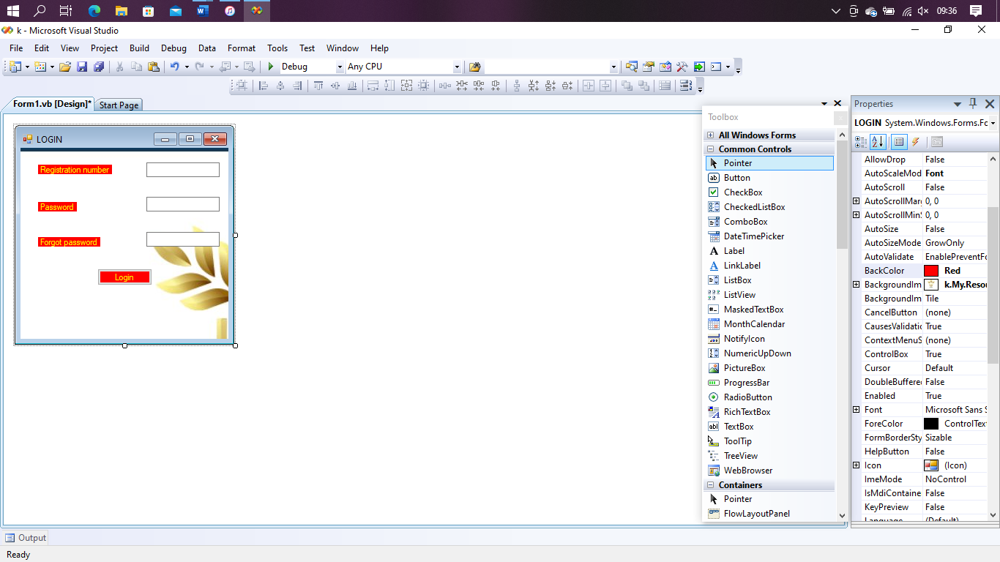 09:36
k - Microsoft Visual Studio
File Edit View Project Build Debug Data Format Tools Test Window Help
Debug Any CPU
Form1.vb [Design]* Start Page
LOGIN
Registration number
Password
Forgot password
Login
Toolbox
All Windows Forms
Common Controls
Pointer
Button
CheckBox
CheckedListBox
ComboBox
DateTimePicker
Label
LinkLabel
ListBox
ListView
MaskedTextBox
MonthCalendar
NotifyIcon
NumericUpDown
PictureBox
ProgressBar
RadioButton
RichTextBox
TextBox
ToolTip
TreeView
WebBrowser
Containers
Pointer
FlowLayoutPanel
Properties
LOGIN System.Windows.Forms.Fo
AllowDrop False
AutoScaleMod Font
AutoScroll False
AutoScrollMar 0, 0
AutoScrollMin 0, 0
AutoSize False
AutoSizeMode GrowOnly
AutoValidate EnablePreventFo
BackColor Red
BackgroundIm k.My.Resou
BackgroundIm Tile
CancelButton (none)
CausesValidatic True
ContextMenuS (none)
ControlBox True
Cursor Default
DoubleBuffere False
Enabled True
Font Microsoft Sans S
ForeColor ControlText
FormBorderSty Sizable
HelpButton False
Icon (Icon)
ImeMode NoControl
IsMdiContaine False
KeyPreview False
Language (Default)
Output
Ready